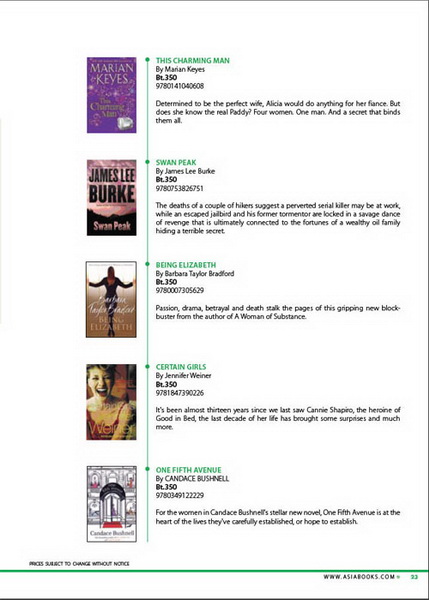 MARIAN
KEYES
This
Charming
Man
THIS CHARMING MAN
By Marian Keyes
Bt.350
9780141040608
Determined to be the perfect wife, Alicia would do anything for her fiance. But
does she know the real Paddy? Four women. One man. And a secret that binds
them all.
JAMES LEE
BURKE
Swan Peak
SWAN PEAK
By James Lee Burke
Bt.350
9780753826751
The deaths of a couple of hikers suggest a perverted serial killer may be at work,
while an escaped jailbird and his former tormentor are locked in a savage dance
of revenge that is ultimately connected to the fortunes of a wealthy oil family
hiding a terrible secret.
Barbara
Taylor Bradford
BEING
ELIZABETH
BEING ELIZABETH
By Barbara Taylor Bradford
Bt.350
9780007305629
Passion, drama, betrayal and death stalk the pages of this gripping new block-
buster from the author of A Woman of Substance.
Weiner
CERTAIN GIRLS
By Jennifer Weiner
Bt.350
9781847390226
It's been almost thirteen years since we last saw Cannie Shapiro, the heroine of
Good in Bed, the last decade of her life has brought some surprises and much
more.
Candace Bushnell
ONE FIFTH AVENUE
By CANDACE BUSHNELL
Bt.350
9780349122229
For the women in Candace Bushnell's stellar new novel, One Fifth Avenue is at the
heart of the lives they've carefully established, or hope to establish.
PRICES SUBJECT TO CHANGE WITHOUT NOTICE
WWW.ASIABOOKS.COM 33